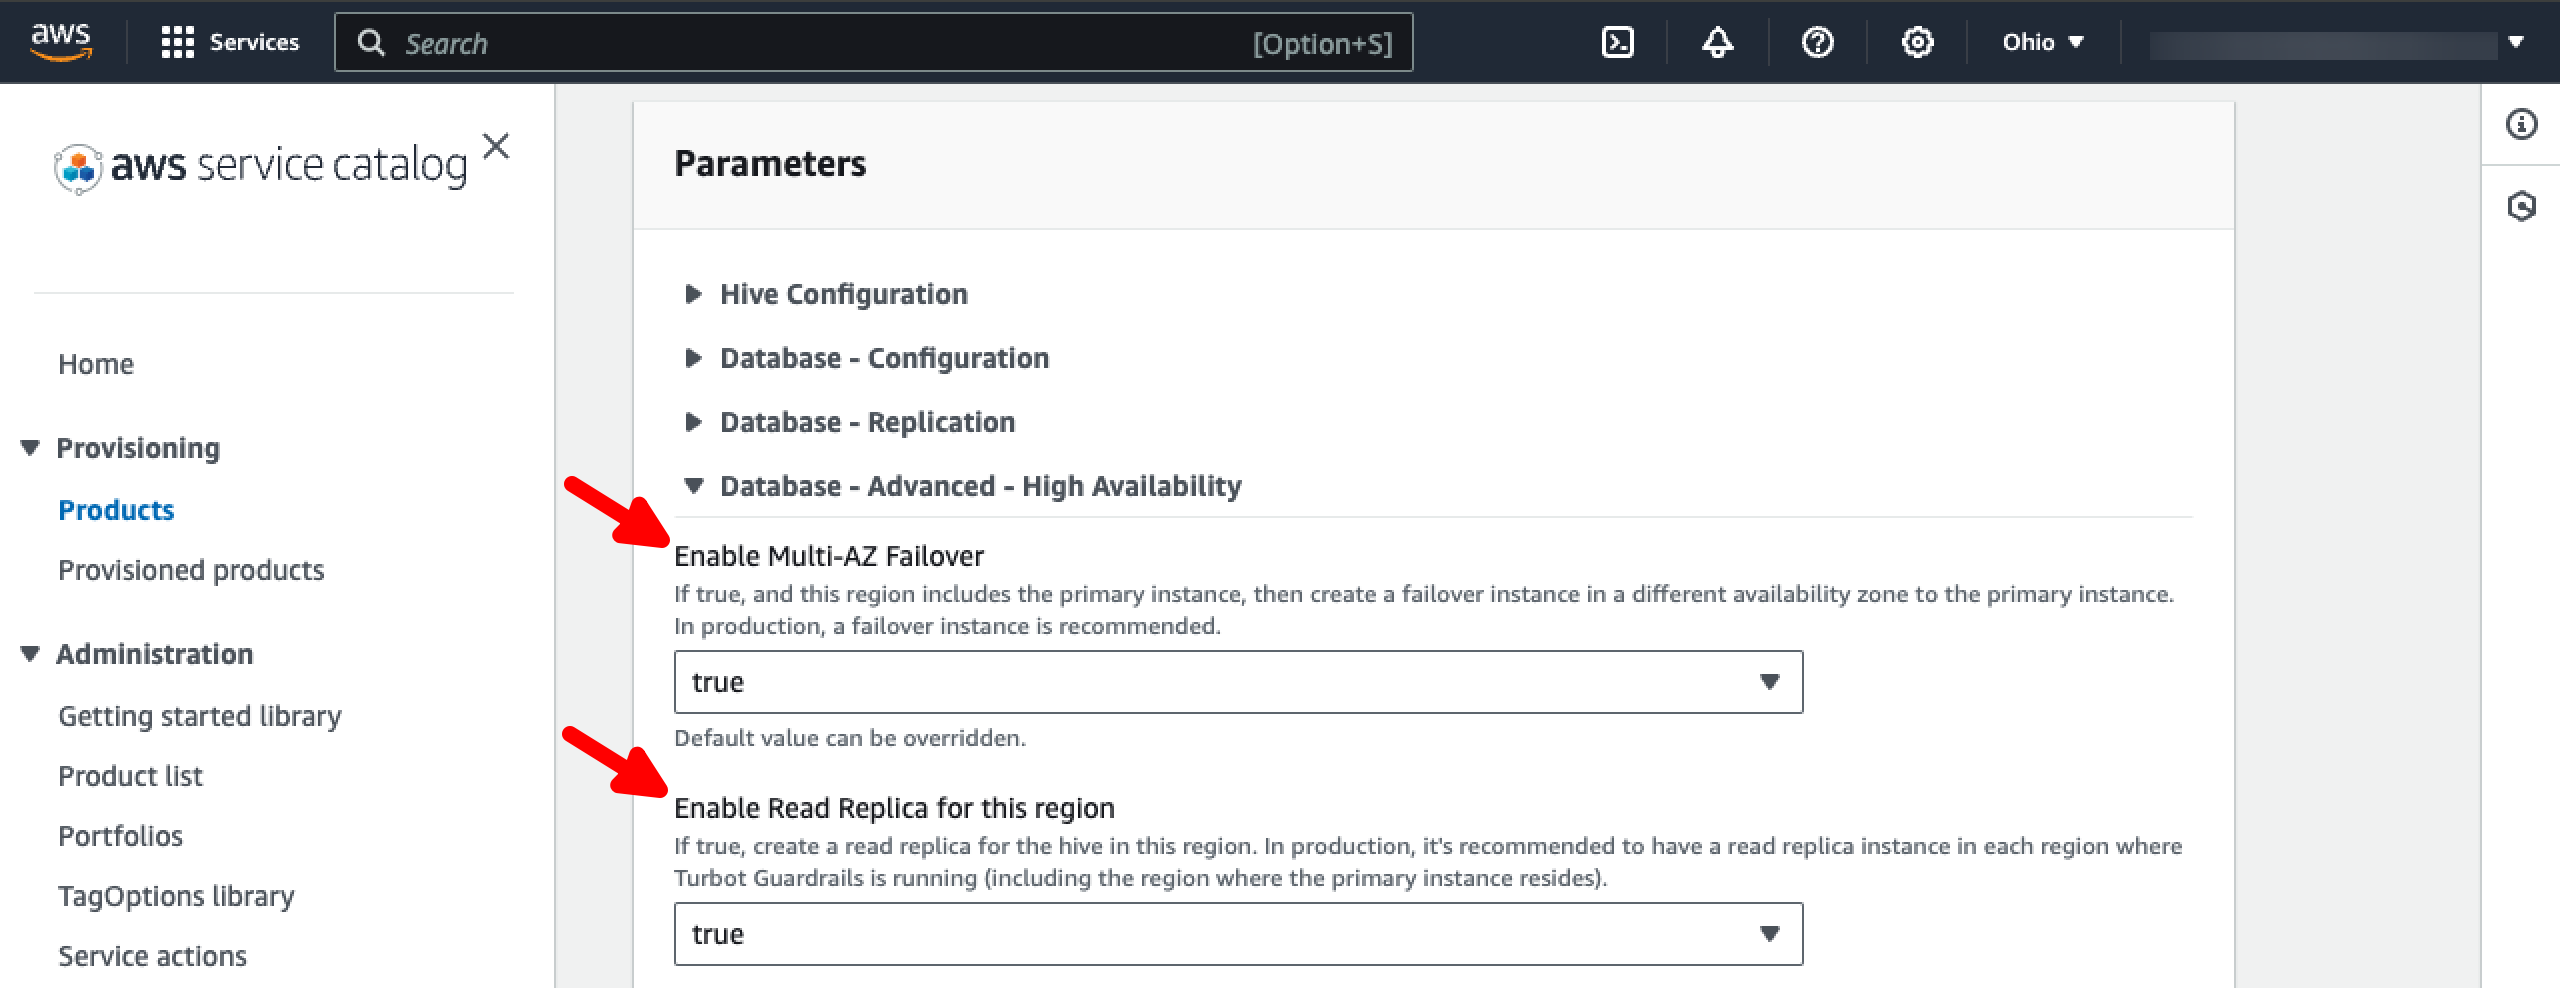 aws
Services
Search
[Option+S]
Ohio
aws service catalog
Home
Provisioning
Products
Provisioned products
Administration
Getting started library
Product list
Portfolios
TagOptions library
Service actions
Parameters
Hive Configuration
Database - Configuration
Database - Replication
Database - Advanced - High Availability
Enable Multi-AZ Failover
If true, and this region includes the primary instance, then create a failover instance in a different availability zone to the primary instance.
In production, a failover instance is recommended.
true
Default value can be overridden.
Enable Read Replica for this region
If true, create a read replica for the hive in this region. In production, it's recommended to have a read replica instance in each region where
Turbot Guardrails is running (including the region where the primary instance resides).
true